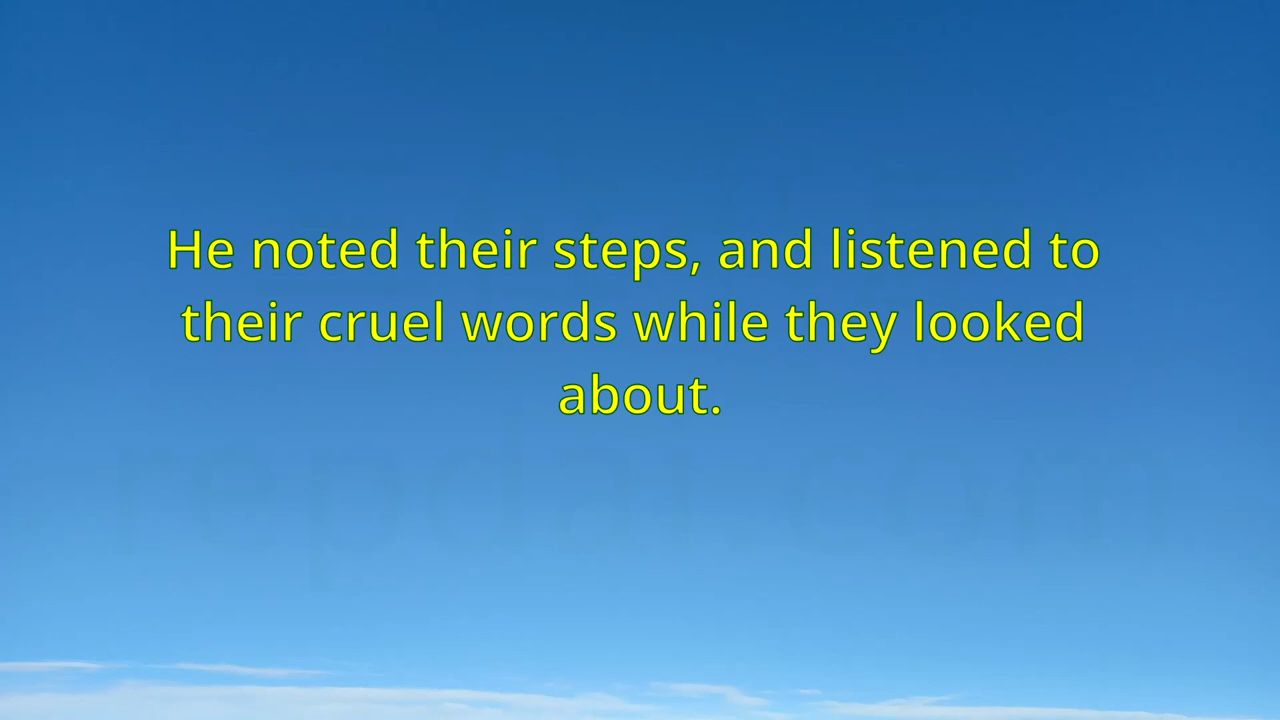 He noted their steps, and listened to
their cruel words while they looked
about.